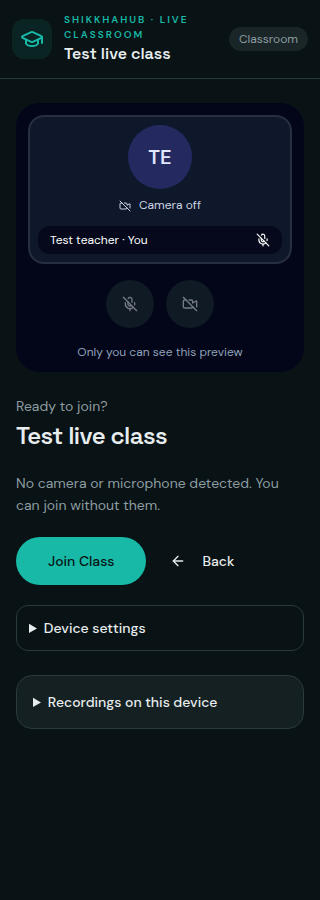 SHIKKHAHUB · LIVE
CLASSROOM
Test live class
Classroom
TE
Camera off
Test teacher · You
Only you can see this preview
Ready to join?
Test live class
No camera or microphone detected. You
can join without them.
Join Class
Back
Device settings
Recordings on this device